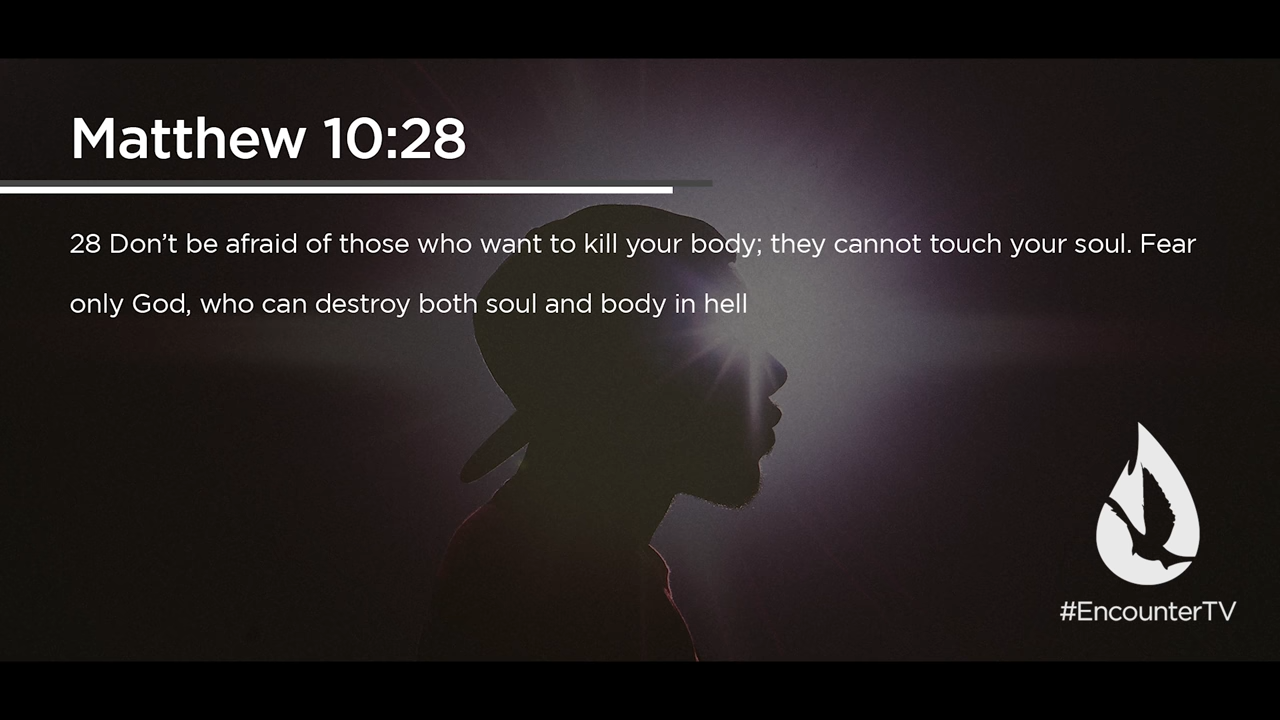 Matthew 10:28
28 Don’t be afraid of those who want to kill your body; they cannot touch your soul. Fear
only God, who can destroy both soul and body in hell
#EncounterTV